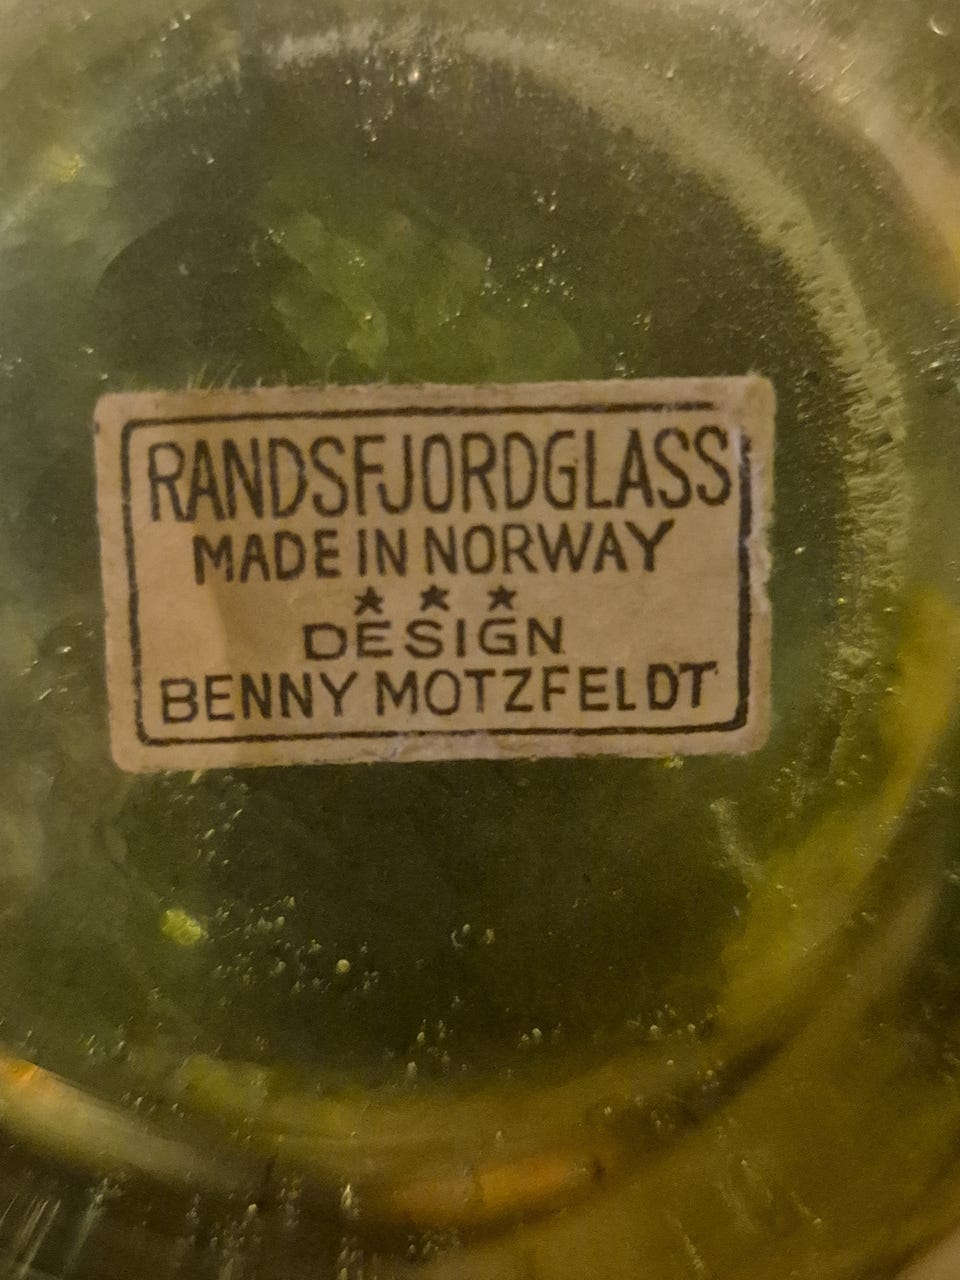 RANDSFJORDGLASS
MADE IN NORWAY
★ ★ ★
DESIGN
BENNY MOTZFELDT